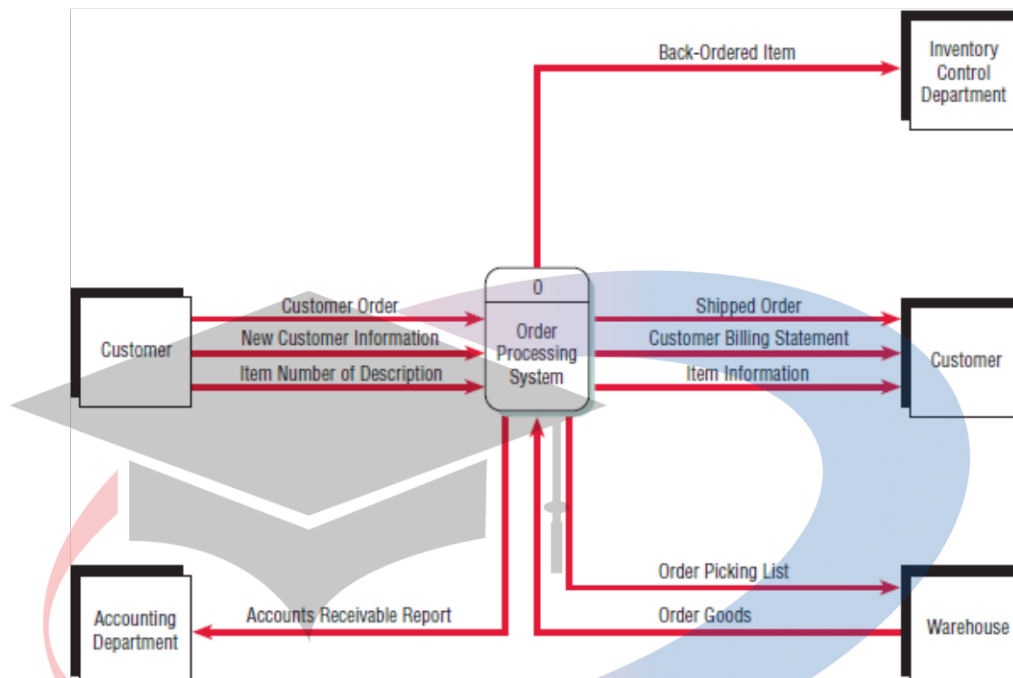 Back-Ordered Item
Inventory
Control
Department
0
Order
Processing
System
Customer
Customer Order
New Customer Information
Item Number of Description
Shipped Order
Customer Billing Statement
Item Information
Customer
Accounting
Department
Accounts Receivable Report
Order Picking List
Order Goods
Warehouse